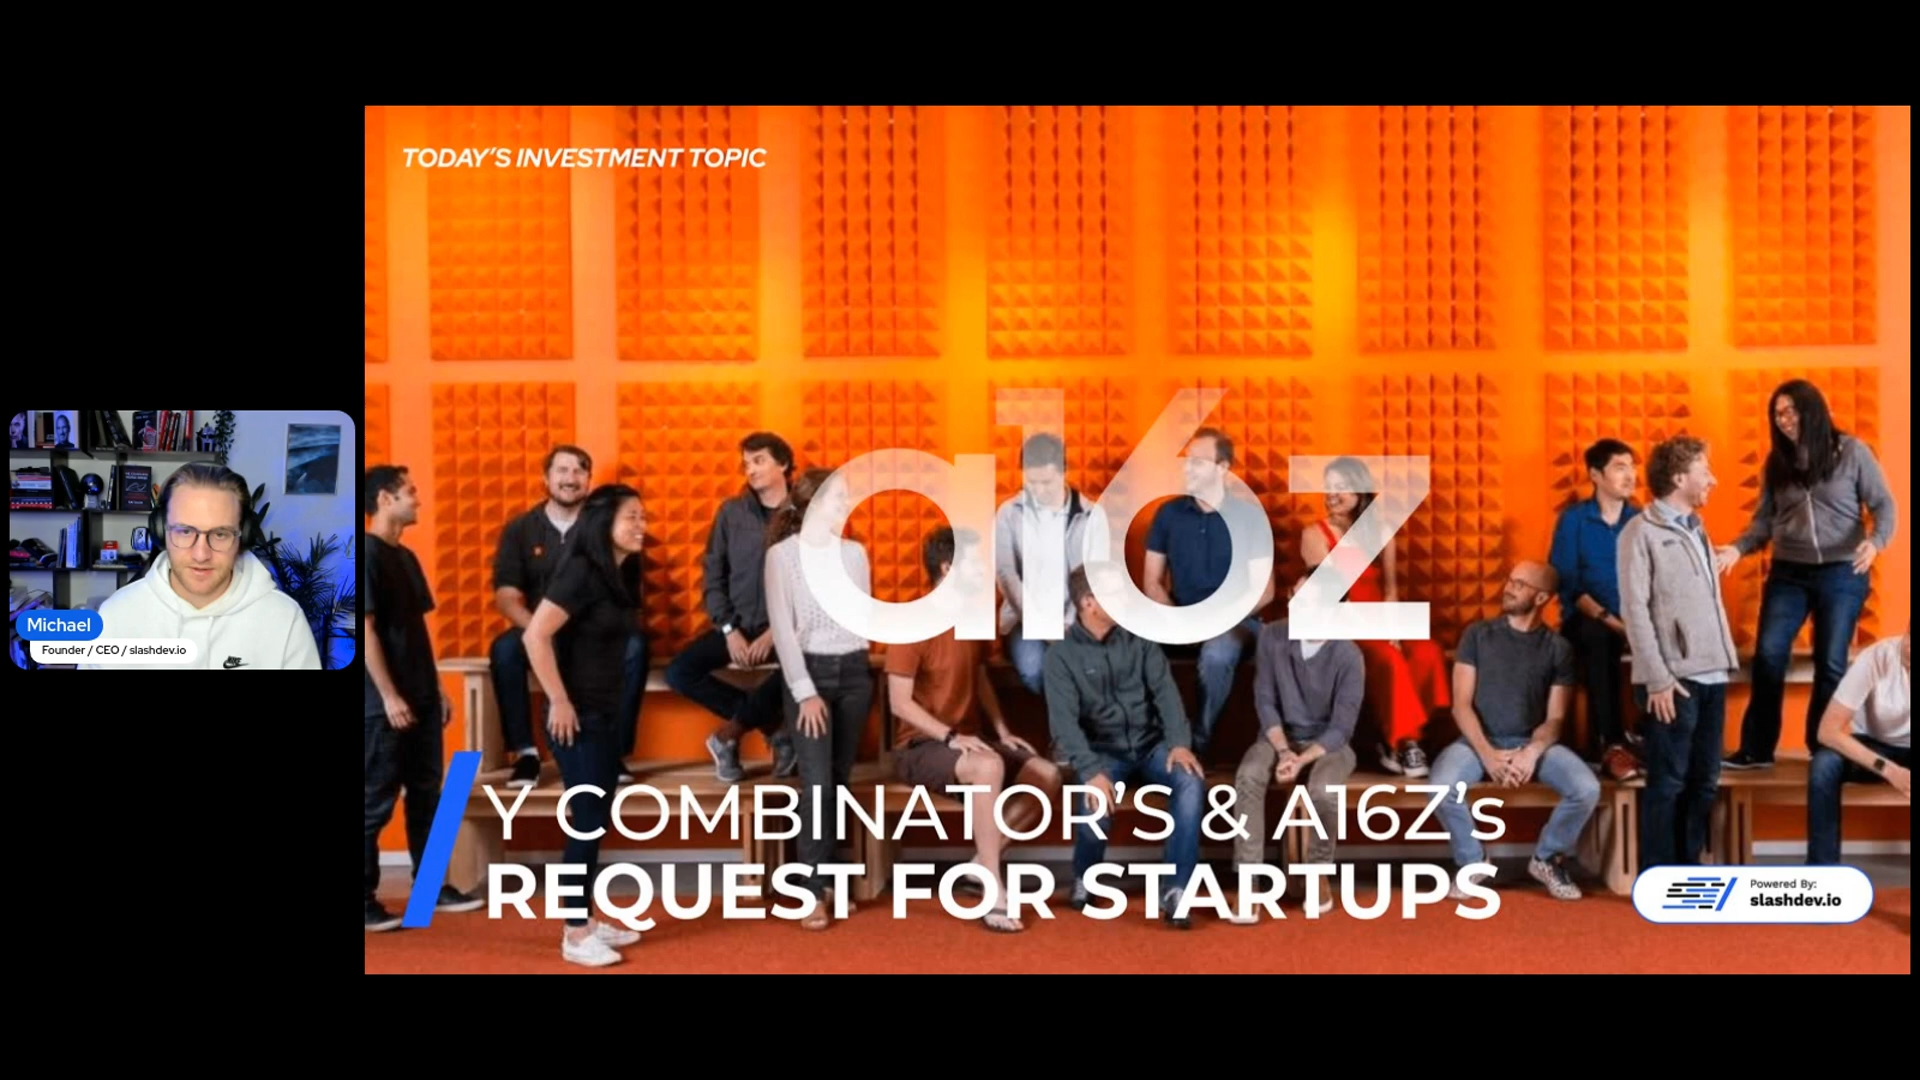 TODAY'S INVESTMENT TOPIC
a16z
Michael
Founder / CEO / slashdev.io
Y COMBINATOR'S & A16Z's
REQUEST FOR STARTUPS
Powered By:
slashdev.io